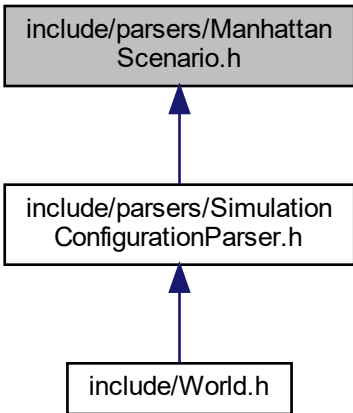 include/parsers/Manhattan
Scenario.h
include/parsers/Simulation
ConfigurationParser.h
include/World.h